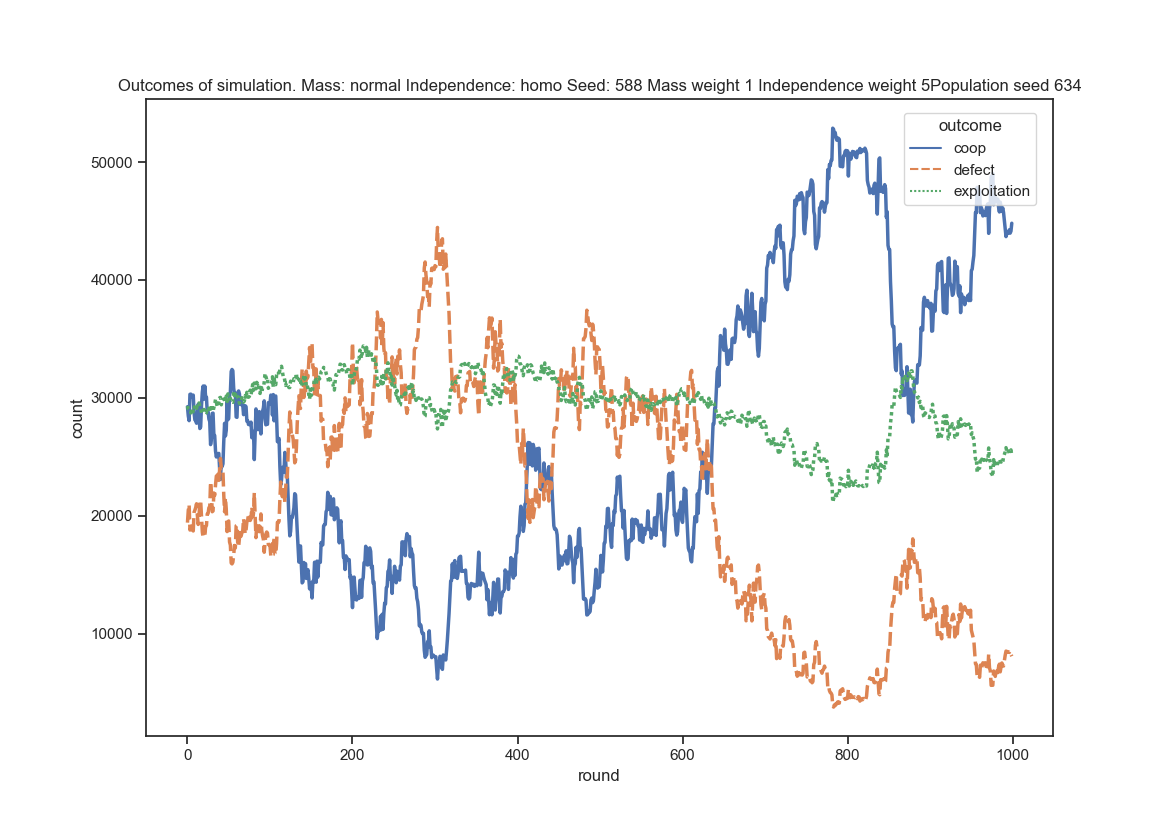 Outcomes of simulation. Mass: normal Independence: homo Seed: 588 Mass weight 1 Independence weight 5Population seed 634
outcome
coop
defect
exploitation
50000
40000
30000
20000
10000
count
0
200
400
600
800
1000
round